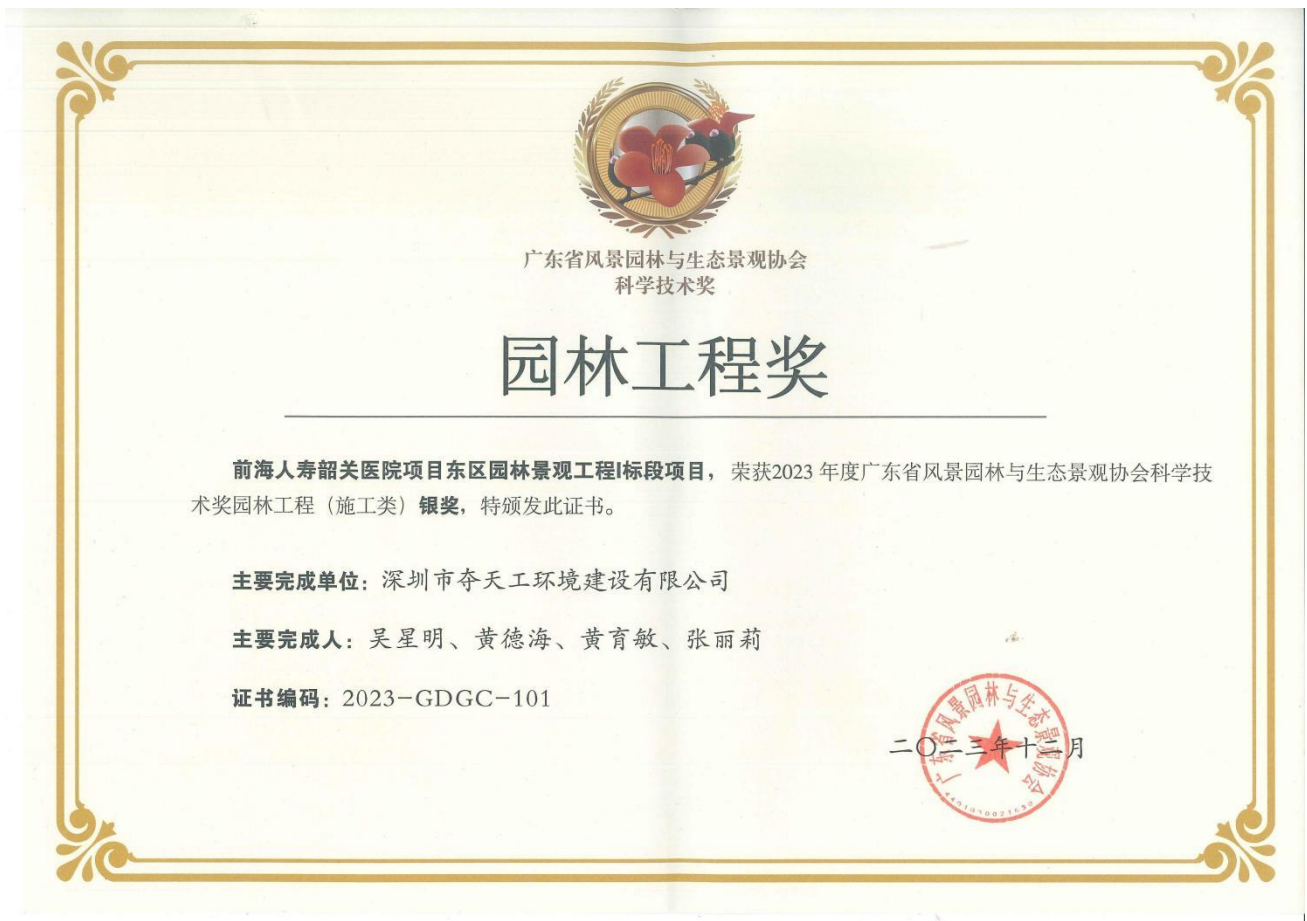 广东省风景园林与生态景观协会
科学技术奖
园林工程奖
前海人寿韶关医院项目东区园林景观工程I标段项目，荣获2023 年度广东省风景园林与生态景观协会科学技
术奖园林工程（施工类）银奖，特颁发此证书。
主要完成单位：深圳市夺天工环境建设有限公司
主要完成人：吴星明、黄德海、黄育敏、张丽莉
证书编码：2023-GDGC-101
广东省风景园林与生态景观协会
二〇二三年十二月